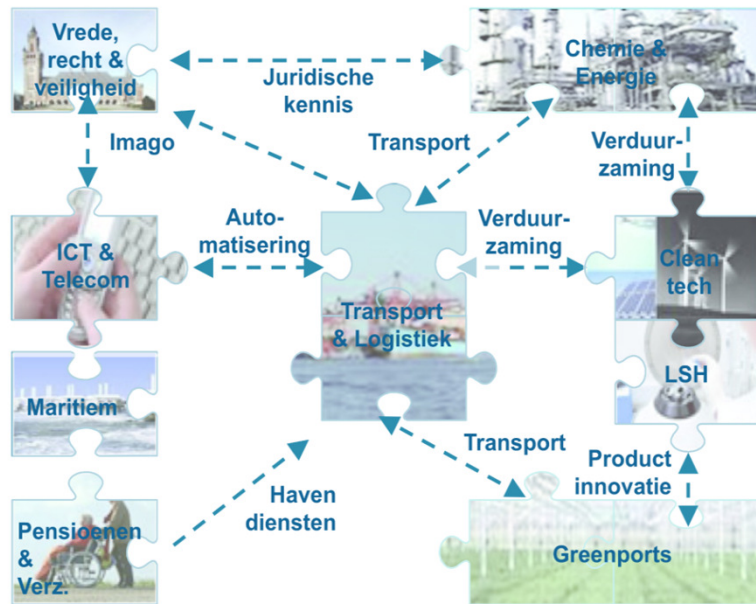 Vrede,
recht &
veiligheid
Juridische
kennis
Chemie &
Energie
Imago
Transport
Verduur-
zaming
ICT &
Telecom
Auto-
matisering
Transport
& Logistiek
Verduur-
zaming
Clean
tech
Maritiem
LSH
Transport
Product
innovatie
Haven
diensten
Pensioenen
&
Verz.
Greenports